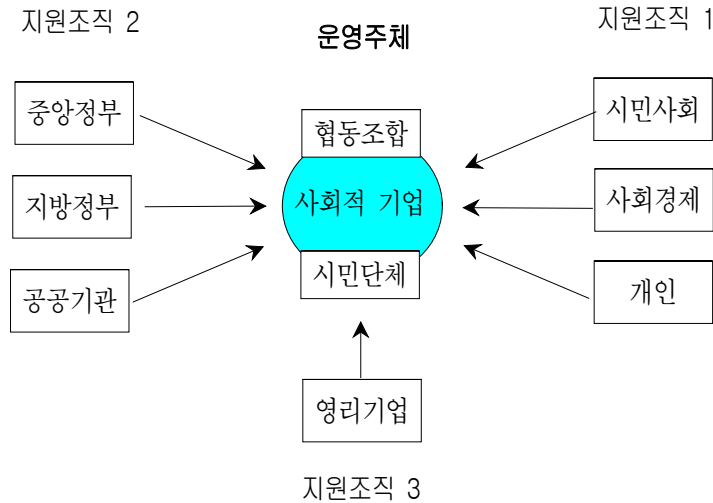 지원조직 2
운영주체
지원조직 1
중앙정부
협동조합
시민사회
지방정부
사회적 기업
사회경제
공공기관
시민단체
개인
영리기업
지원조직 3